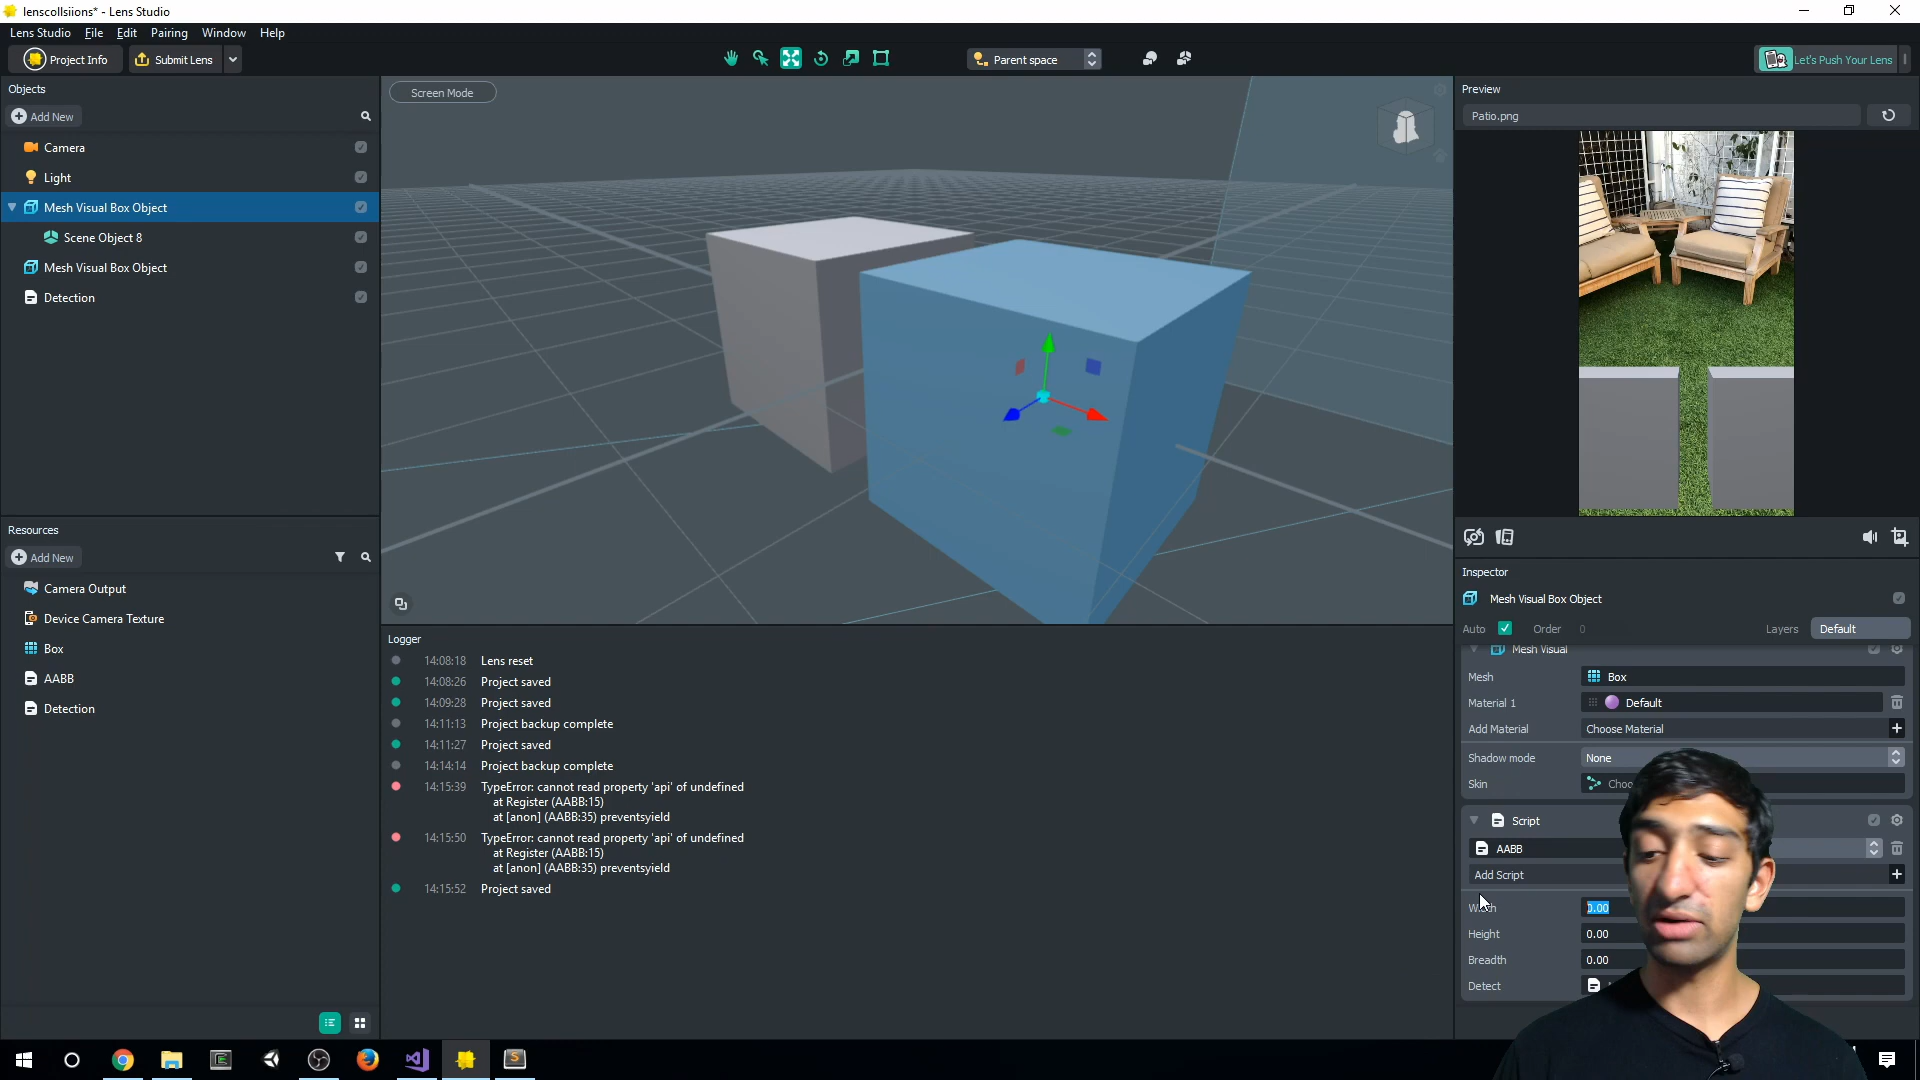 lenscollsiions* - Lens Studio
Lens Studio File Edit Pairing Window Help
Project Info Submit Lens Parent space Let's Push Your Lens
Objects
Add New
Camera
Light
Mesh Visual Box Object
Scene Object 8
Mesh Visual Box Object
Detection
Resources
Add New
Camera Output
Device Camera Texture
Box
AABB
Detection
Screen Mode
Logger
14:08:18 Lens reset
14:08:26 Project saved
14:09:28 Project saved
14:11:13 Project backup complete
14:11:27 Project saved
14:14:14 Project backup complete
14:15:39 TypeError: cannot read property 'api' of undefined
at Register (AABB:15)
at [anon] (AABB:35) preventsyield
14:15:50 TypeError: cannot read property 'api' of undefined
at Register (AABB:15)
at [anon] (AABB:35) preventsyield
14:15:52 Project saved
Preview
Patio.png
Inspector
Mesh Visual Box Object
Auto Order 0 Layers Default
Mesh Visual
Mesh Box
Material 1 Default
Add Material Choose Material
Shadow mode None
Skin
Script
AABB
Add Script
Width 0.00
Height 0.00
Breadth 0.00
Detect